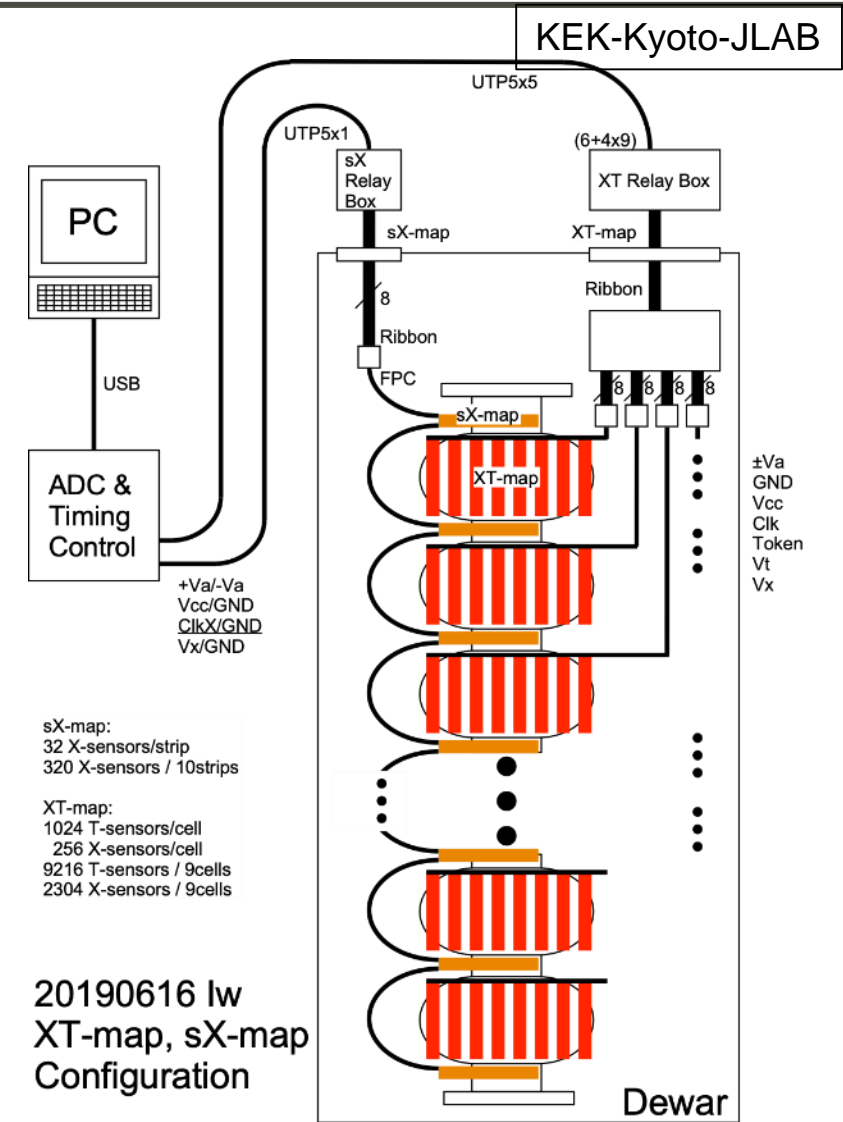 KEK-Kyoto-JLAB
UTP5x5
UTP5x1
(6+4x9)
sX
Relay
Box
XT Relay Box
PC
sX-map
XT-map
8
Ribbon
Ribbon
USB
FPC
8
8
8
8
sX-map
XT-map
±Va
GND
Vcc
Clk
Token
Vt
Vx
ADC &
Timing
Control
+Va/-Va
Vcc/GND
ClkX/GND
Vx/GND
sX-map:
32 X-sensors/strip
320 X-sensors / 10strips
XT-map:
1024 T-sensors/cell
256 X-sensors/cell
9216 T-sensors / 9cells
2304 X-sensors / 9cells
20190616 Iw
XT-map, sX-map
Configuration
Dewar